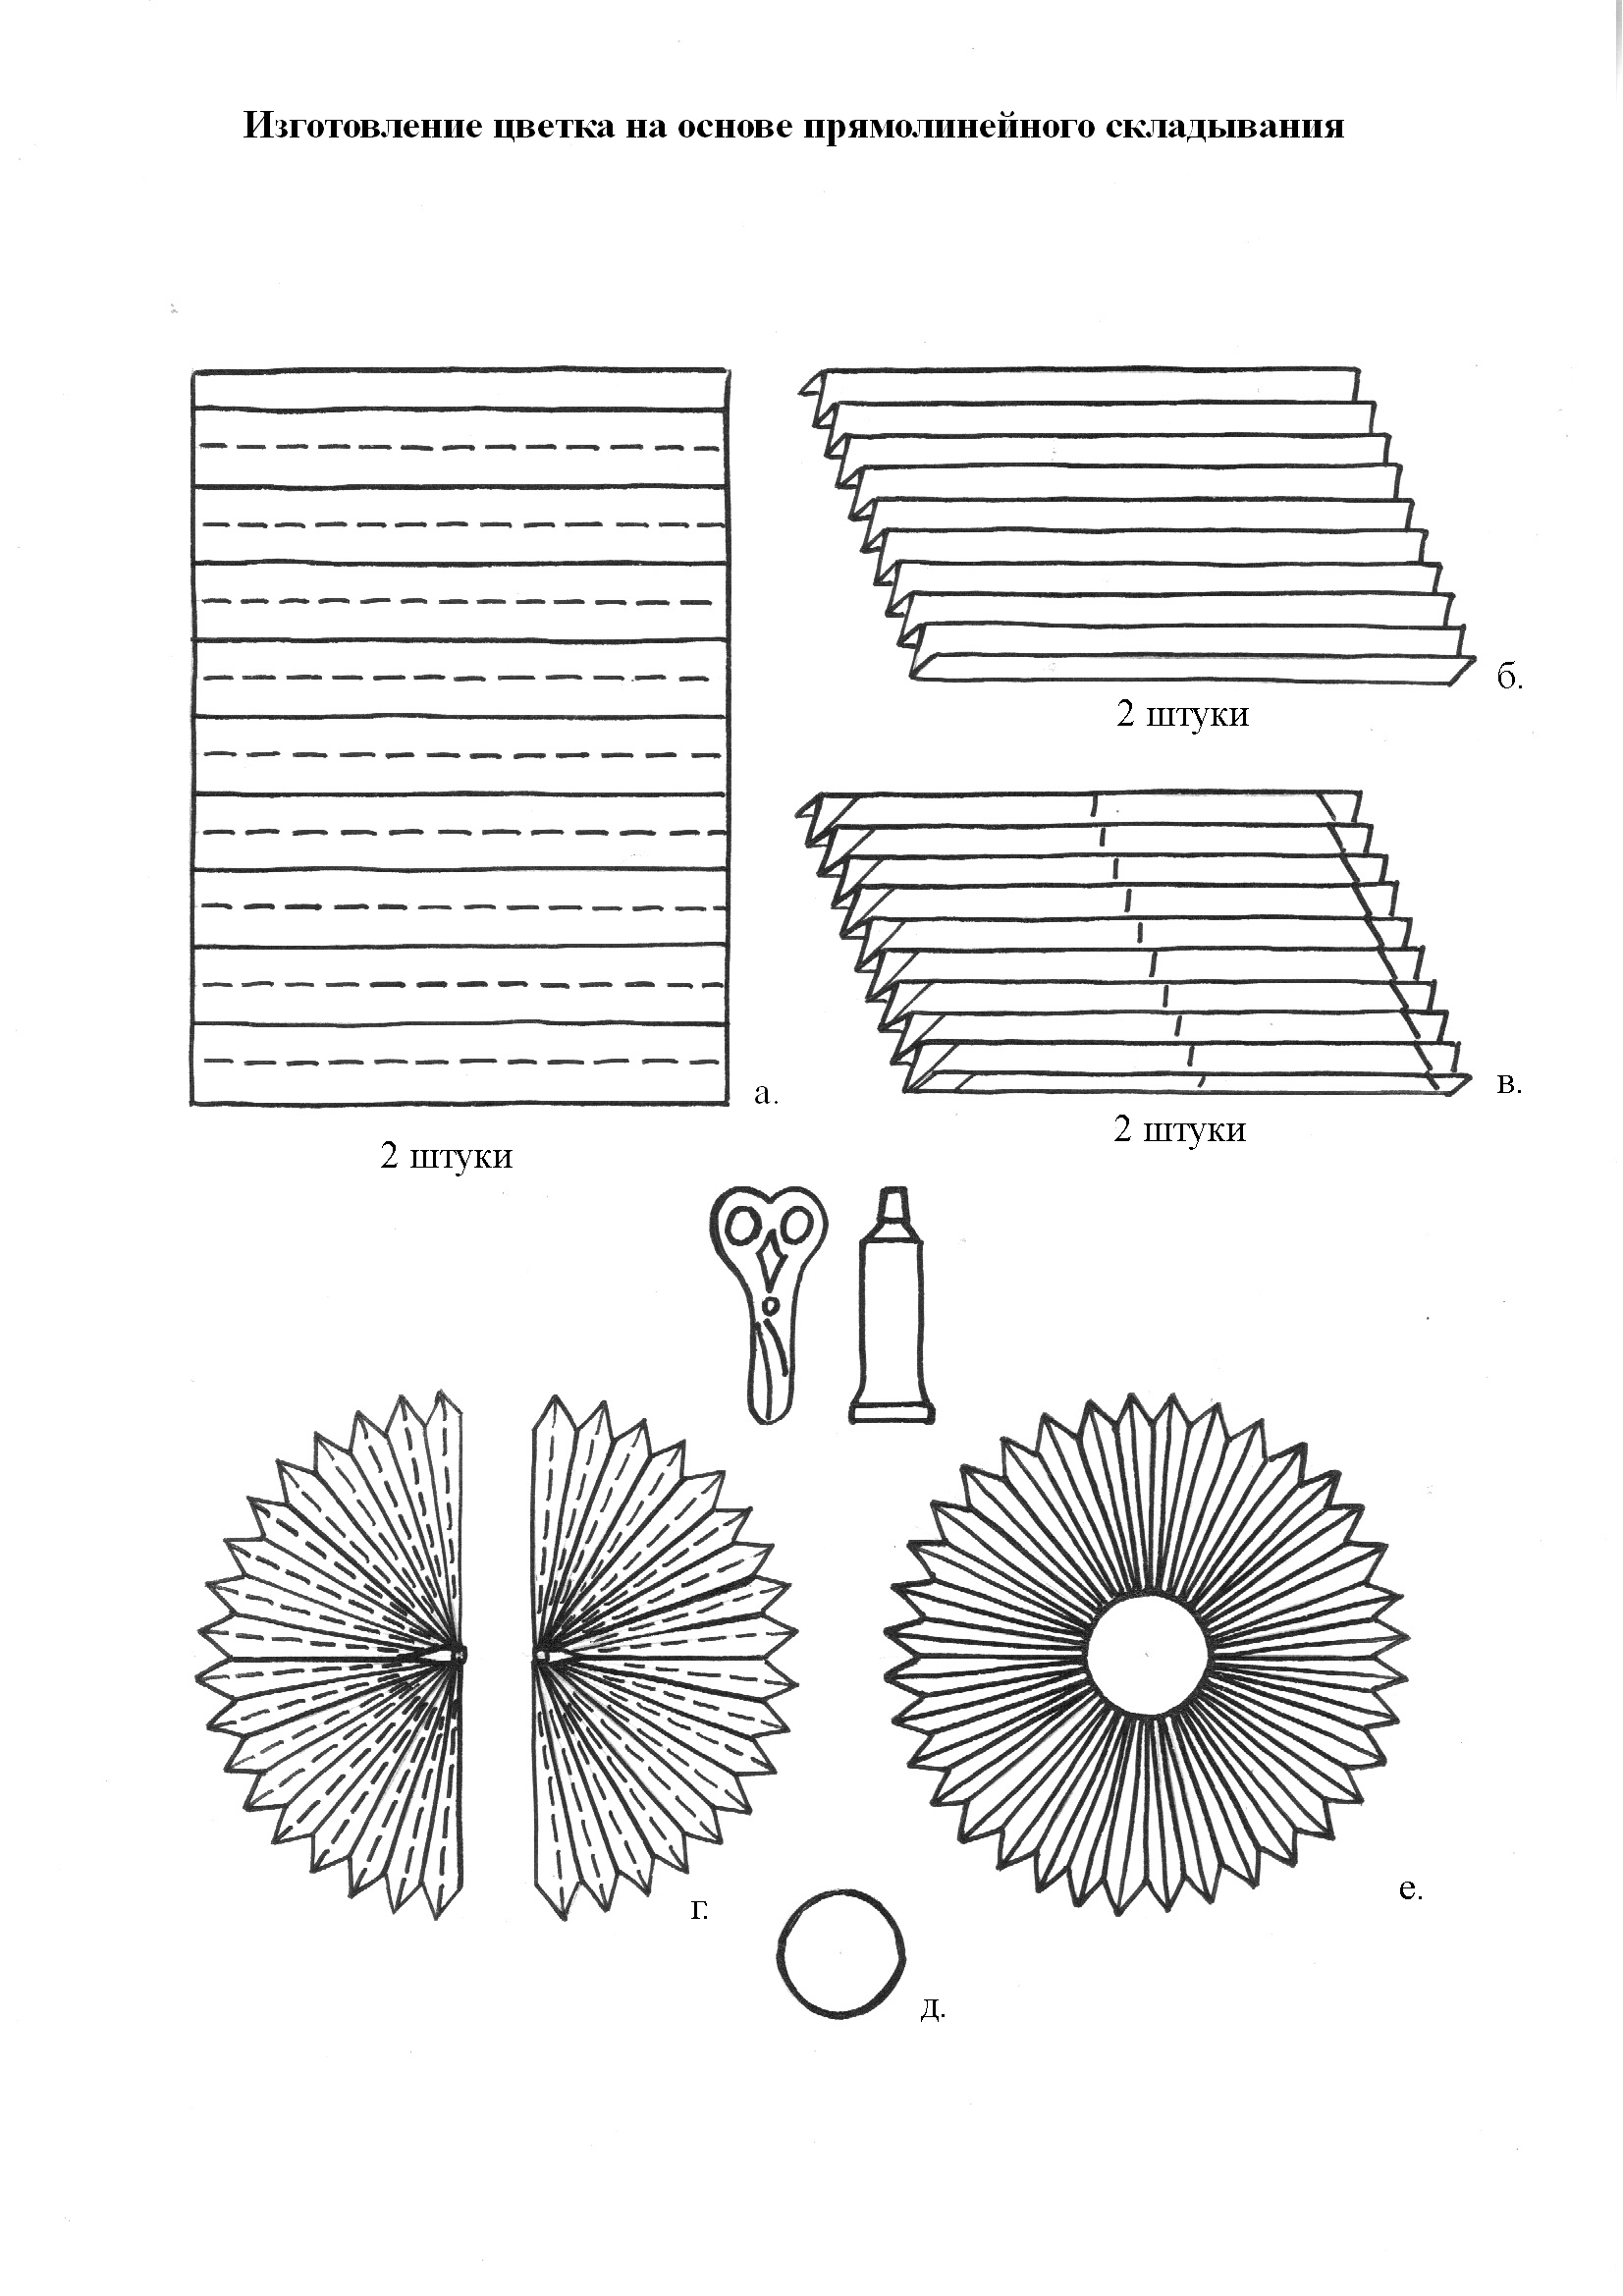 Изготовление цветка на основе прямолинейного складывания
б.
2 штуки
а.
2 штуки
в.
2 штуки
г.
е.
д.